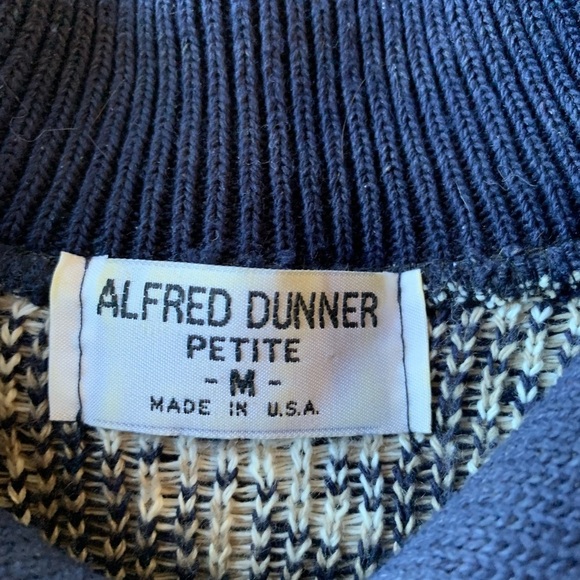 ALFRED DUNNER
PETITE
- M -
MADE IN U.S.A.